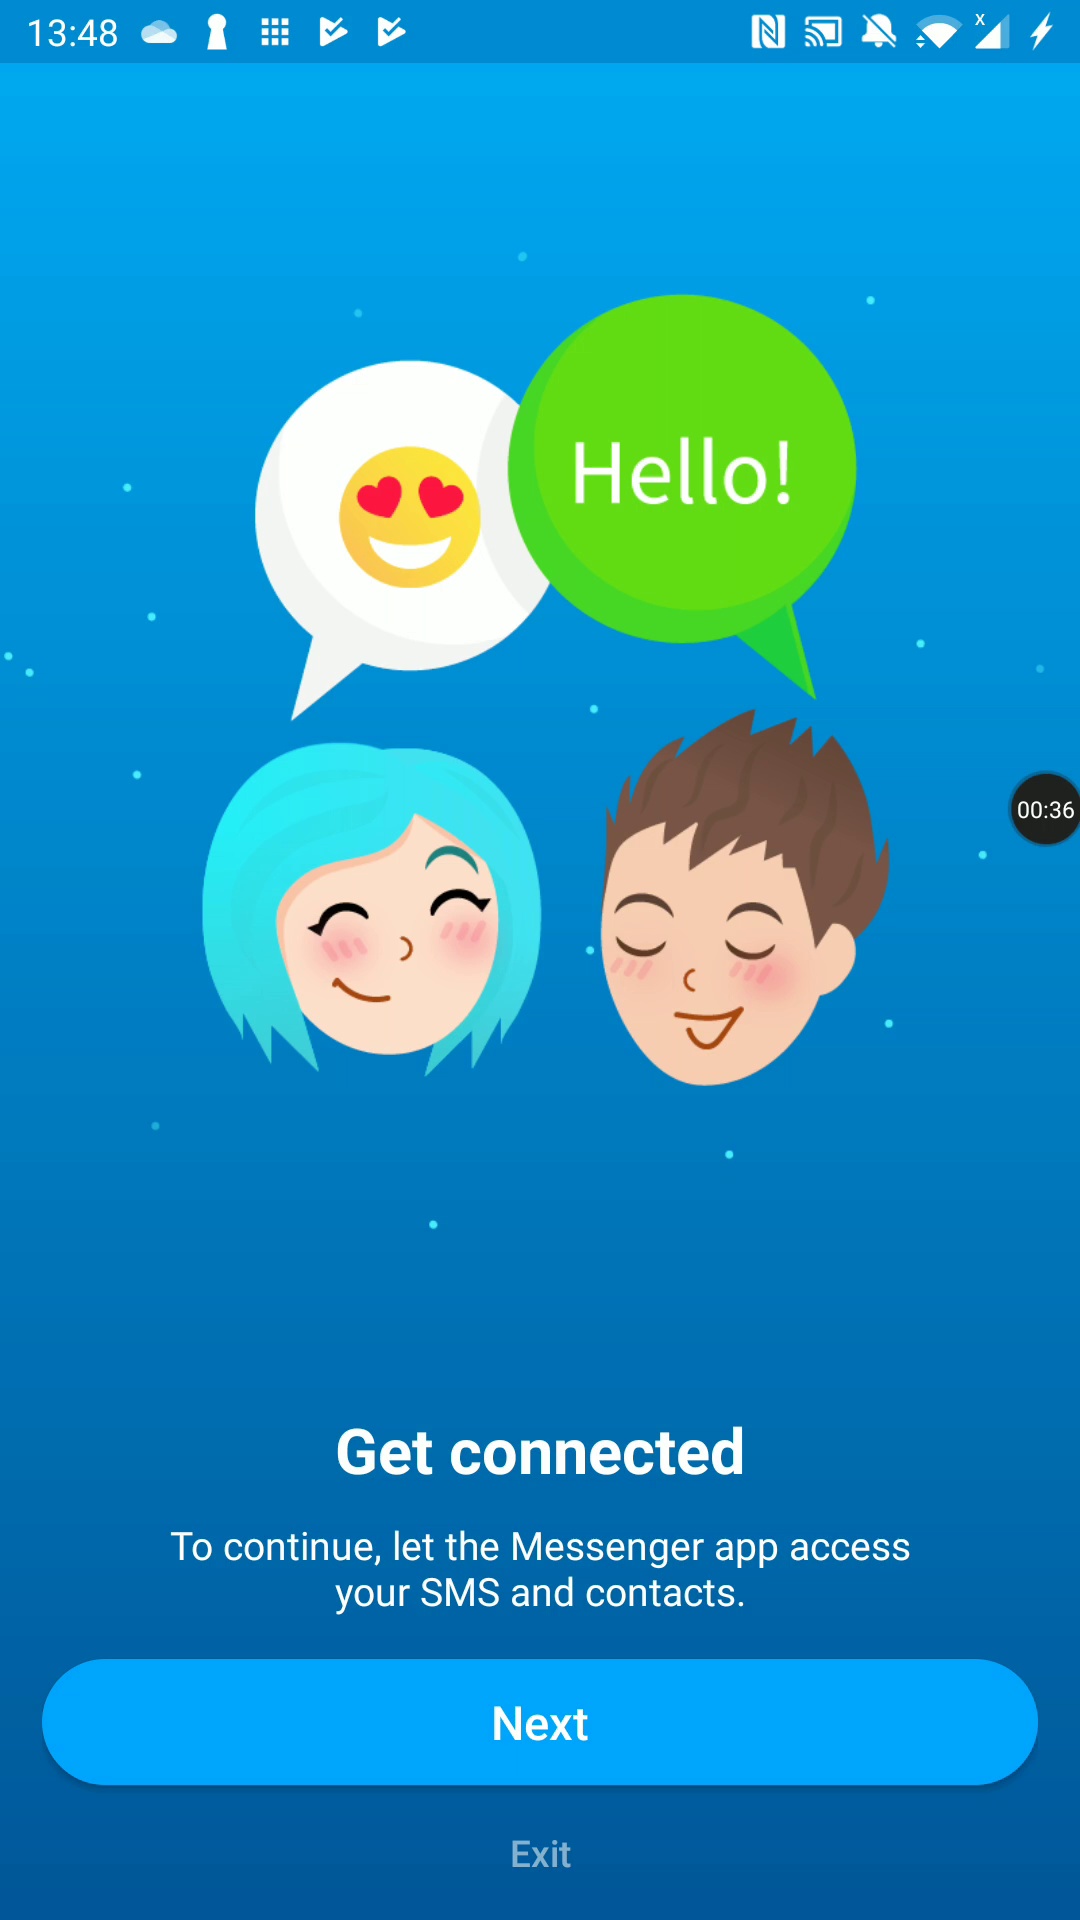 13:48
x
Hello!
00:36
Get connected
To continue, let the Messenger app access
your SMS and contacts.
Next
Exit